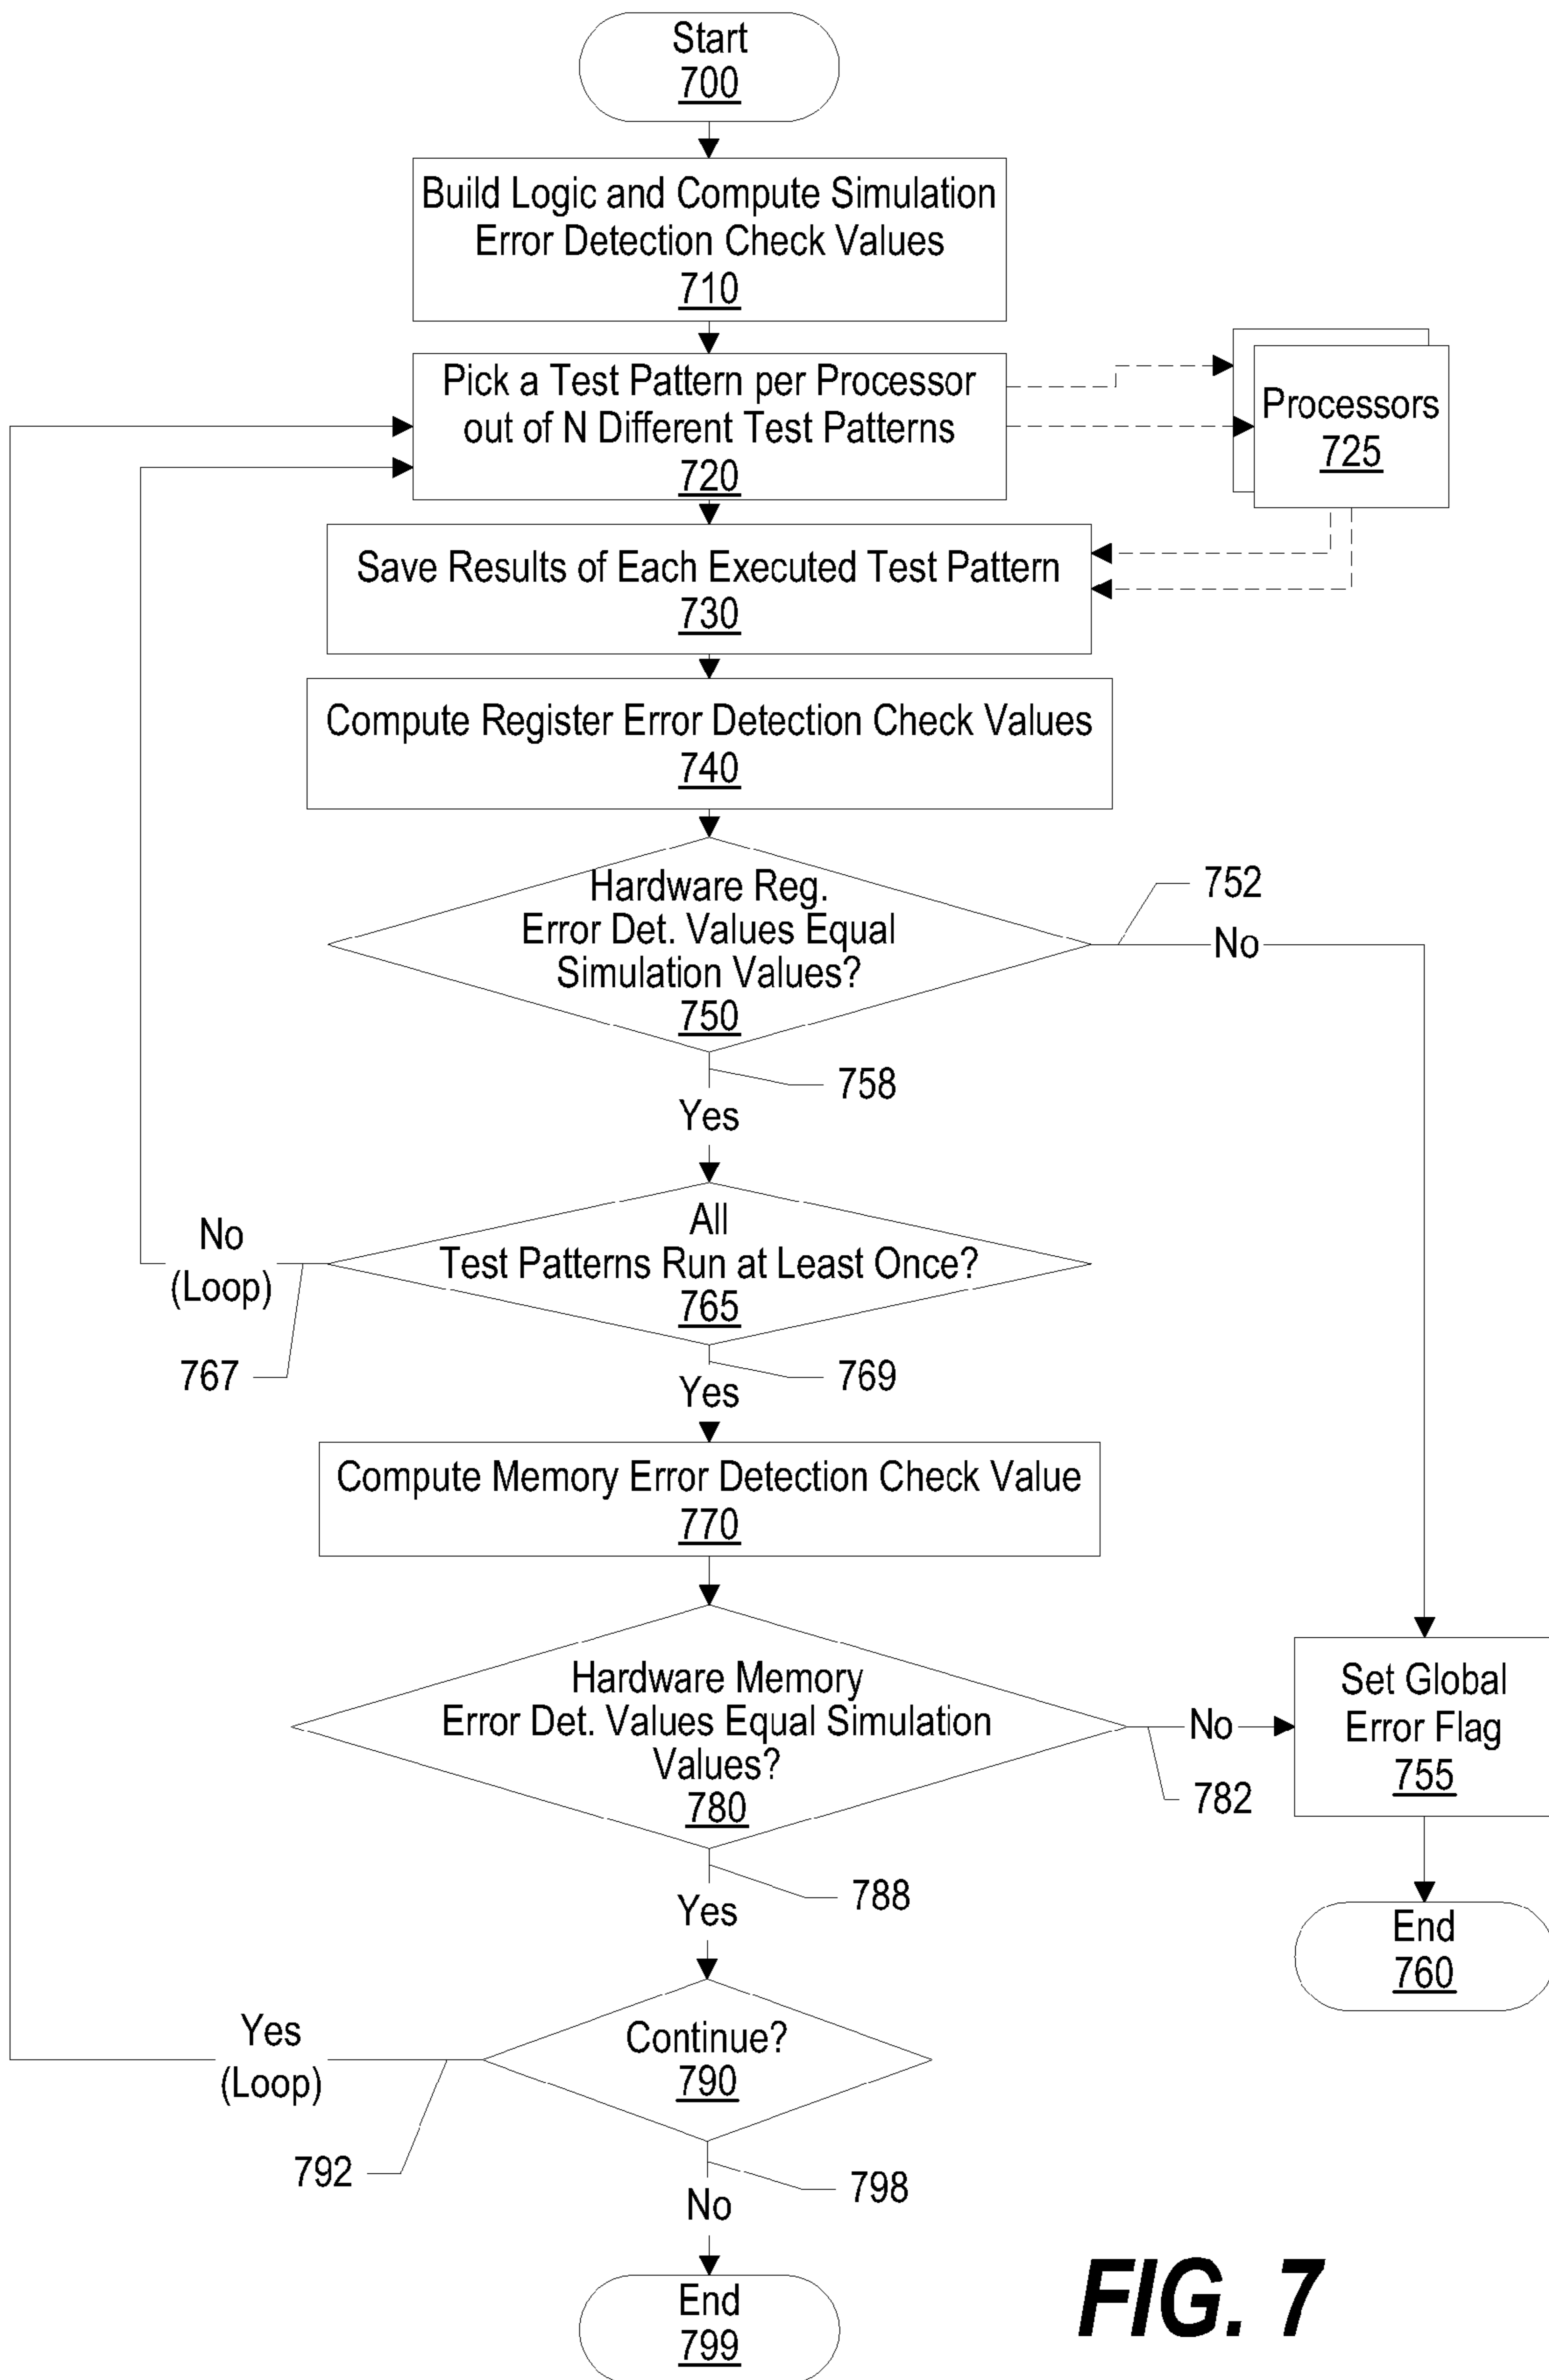 Start
700
Build Logic and Compute Simulation
Error Detection Check Values
710
Pick a Test Pattern per Processor
out of N Different Test Patterns
720
Processors
725
Save Results of Each Executed Test Pattern
730
Compute Register Error Detection Check Values
740
Hardware Reg.
Error Det. Values Equal
Simulation Values?
750
752
No
758
Yes
All
Test Patterns Run at Least Once?
765
No
(Loop)
767
769
Yes
Compute Memory Error Detection Check Value
770
Hardware Memory
Error Det. Values Equal Simulation
Values?
780
No
782
Set Global
Error Flag
755
788
Yes
End
760
Continue?
790
Yes
(Loop)
792
798
No
End
799
FIG. 7